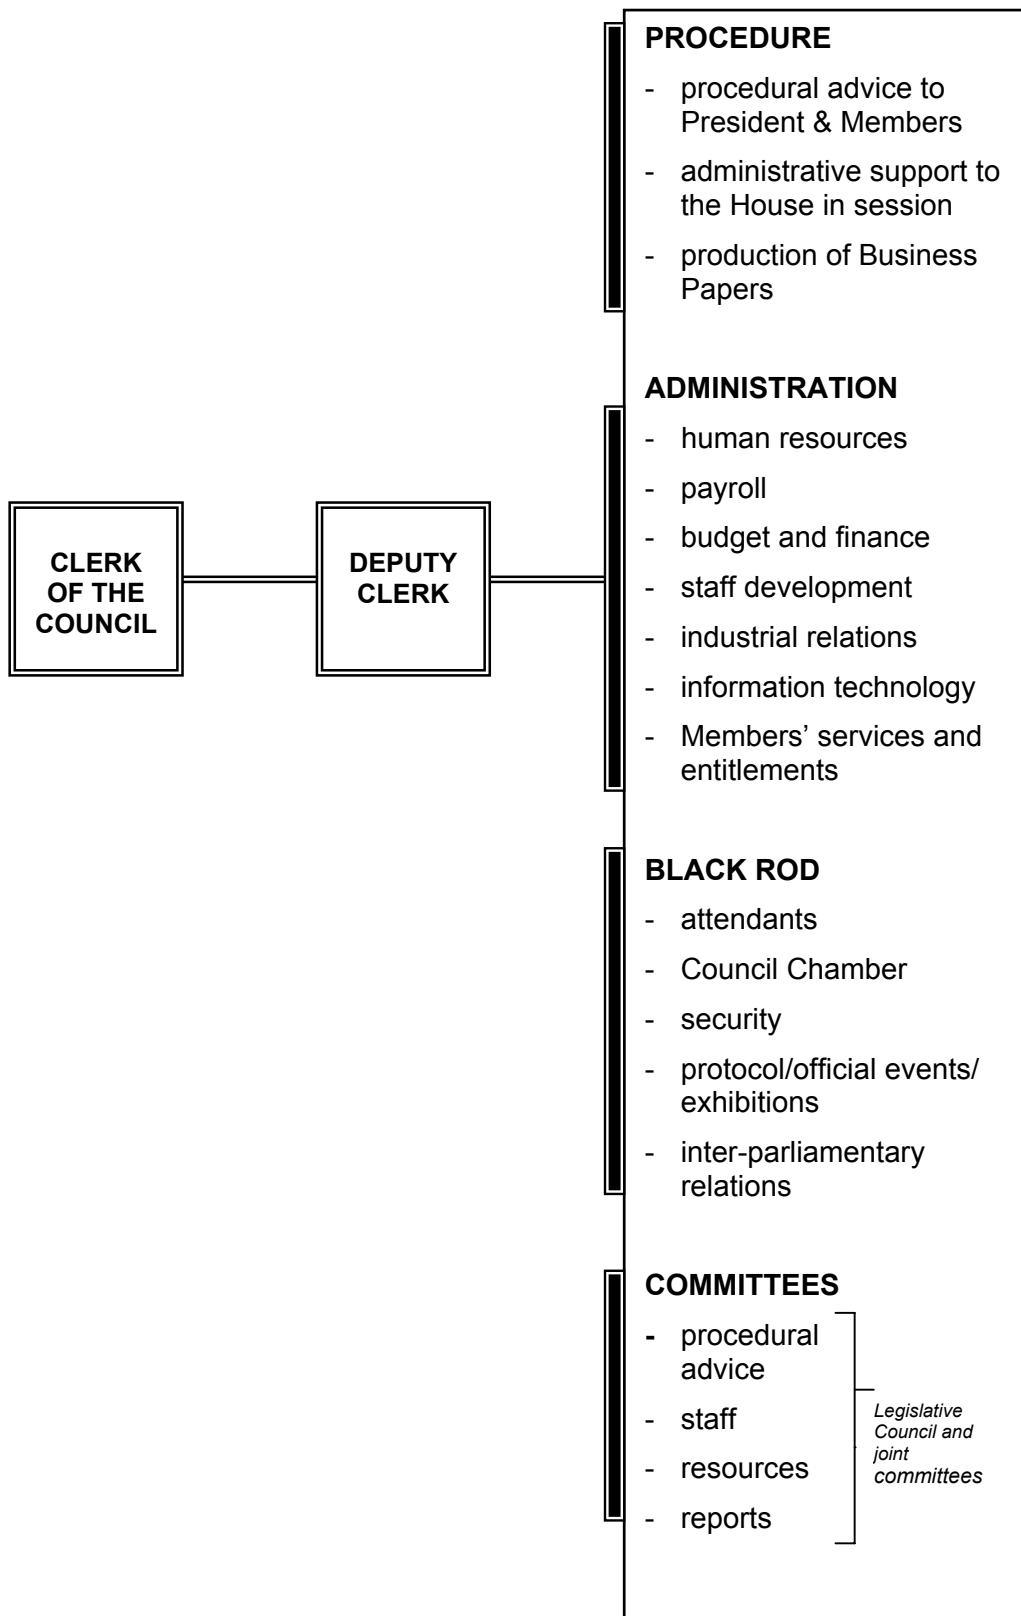 CLERK
OF THE
COUNCIL
DEPUTY
CLERK
PROCEDURE
- procedural advice to
President & Members
- administrative support to
the House in session
- production of Business
Papers
ADMINISTRATION
- human resources
- payroll
- budget and finance
- staff development
- industrial relations
- information technology
- Members’ services and
entitlements
BLACK ROD
- attendants
- Council Chamber
- security
- protocol/official events/
exhibitions
- inter-parliamentary
relations
COMMITTEES
- procedural
advice
- staff
- resources
- reports
Legislative
Council and
joint
committees